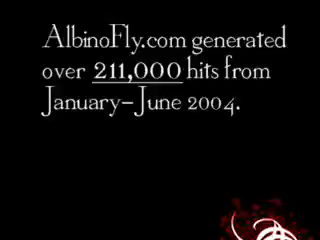 AlbinoFly.com generated
over 211,000 hits from
January-June 2004.